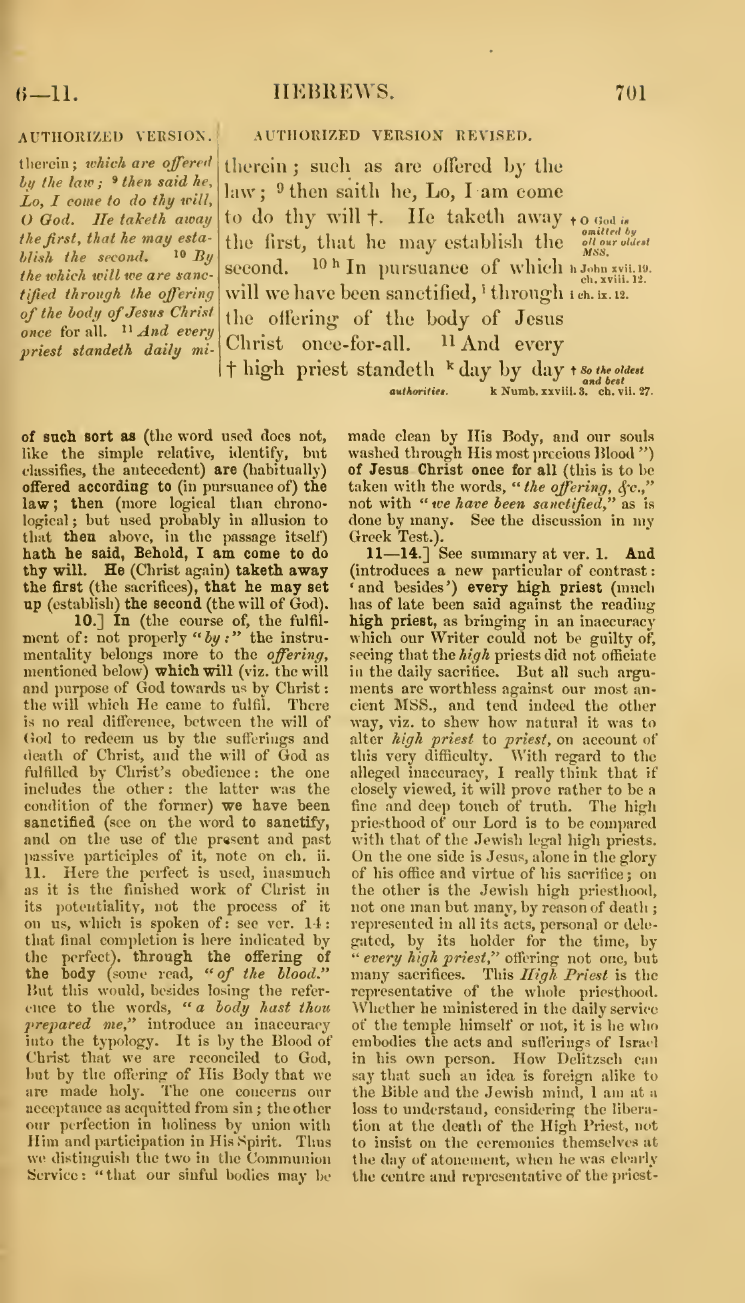 6—11.
HEBREWS.
701
AUTHORIZED VERSION.
therein; which are offered
by the law; 9 then said he,
Lo, I come to do thy will,
O God. He taketh away
the first, that he may esta-
blish the second. 10 By
the which will we are sanc-
tified through the offering
of the body of Jesus Christ
once for all. 11 And every
priest standeth daily mi-
AUTHORIZED VERSION REVISED.
therein; such as are offered by the
law; 9 then saith he, Lo, I am come
to do thy will †. He taketh away
the first, that he may establish the
second. 10 h In pursuance of which
will we have been sanctified, i through
the offering of the body of Jesus
Christ once-for-all. 11 And every
† high priest standeth k day by day
† O God is
omitted by
all our oldest
MSS.
h John xvii. 19.
ch. xviii. 12.
i ch. ix. 12.
† So the oldest
and best
authorities.
k Numb. xxviii. 3. ch. vii. 27.
of such sort as (the word used does not,
like the simple relative, identify, but
classifies, the antecedent) are (habitually)
offered according to (in pursuance of) the
law; then (more logical than chrono-
logical; but used probably in allusion to
that then above, in the passage itself)
hath he said, Behold, I am come to do
thy will. He (Christ again) taketh away
the first (the sacrifices), that he may set
up (establish) the second (the will of God).
10.] In (the course of, the fulfil-
ment of: not properly "by:" the instru-
mentality belongs more to the offering,
mentioned below) which will (viz. the will
and purpose of God towards us by Christ:
the will which He came to fulfil. There
is no real difference, between the will of
God to redeem us by the sufferings and
death of Christ, and the will of God as
fulfilled by Christ's obedience: the one
includes the other: the latter was the
condition of the former) we have been
sanctified (see on the word to sanctify,
and on the use of the present and past
passive participles of it, note on ch. ii.
11. Here the perfect is used, inasmuch
as it is the finished work of Christ in
its potentiality, not the process of it
on us, which is spoken of: see ver. 14:
that final completion is here indicated by
the perfect). through the offering of
the body (some read, "of the blood."
But this would, besides losing the refer-
ence to the words, "a body hast thou
prepared me," introduce an inaccuracy
into the typology. It is by the Blood of
Christ that we are reconciled to God,
but by the offering of His Body that we
are made holy. The one concerns our
acceptance as acquitted from sin; the other
our perfection in holiness by union with
Him and participation in His Spirit. Thus
we distinguish the two in the Communion
Service: "that our sinful bodies may be
made clean by His Body, and our souls
washed through His most precious Blood")
of Jesus Christ once for all (this is to be
taken with the words, "the offering, &c.,"
not with "we have been sanctified," as is
done by many. See the discussion in my
Greek Test.).
11—14.] See summary at ver. 1. And
(introduces a new particular of contrast:
'and besides') every high priest (much
has of late been said against the reading
high priest, as bringing in an inaccuracy
which our Writer could not be guilty of,
seeing that the high priests did not officiate
in the daily sacrifice. But all such argu-
ments are worthless against our most an-
cient MSS., and tend indeed the other
way, viz. to shew how natural it was to
alter high priest to priest, on account of
this very difficulty. With regard to the
alleged inaccuracy, I really think that if
closely viewed, it will prove rather to be a
fine and deep touch of truth. The high
priesthood of our Lord is to be compared
with that of the Jewish legal high priests.
On the one side is Jesus, alone in the glory
of his office and virtue of his sacrifice; on
the other is the Jewish high priesthood,
not one man but many, by reason of death;
represented in all its acts, personal or dele-
gated, by its holder for the time, by
"every high priest," offering not one, but
many sacrifices. This High Priest is the
representative of the whole priesthood.
Whether he ministered in the daily service
of the temple himself or not, it is he who
embodies the acts and sufferings of Israel
in his own person. How Delitzsch can
say that such an idea is foreign alike to
the Bible and the Jewish mind, I am at a
loss to understand, considering the libera-
tion at the death of the High Priest, not
to insist on the ceremonies themselves at
the day of atonement, when he was clearly
the centre and representative of the priest-